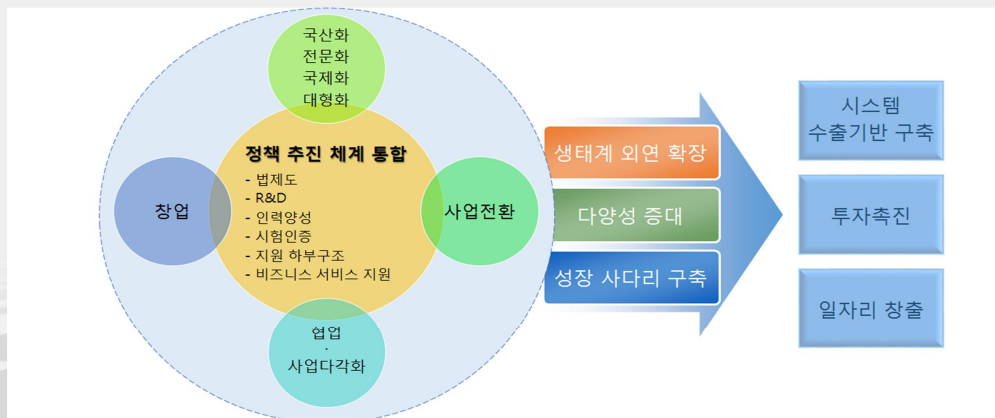 국산화
전문화
국제화
대형화
정책 추진 체계 통합
- 법제도
- R&D
- 인력양성
- 시험인증
- 지원 하부구조
- 비즈니스 서비스 지원
창업
사업전환
협업
·
사업다각화
생태계 외연 확장
다양성 증대
성장 사다리 구축
시스템
수출기반 구축
투자촉진
일자리 창출